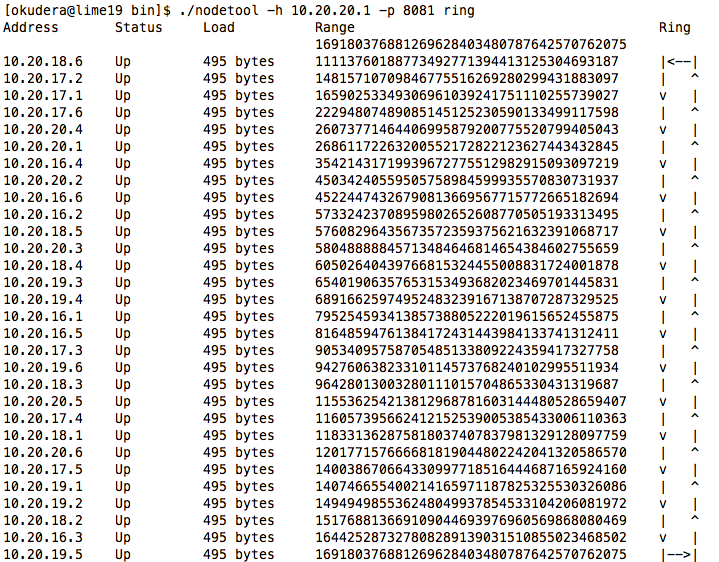 [okudera@lime19 bin]$ ./nodetool -h 10.20.20.1 -p 8081 ring
Address Status Load Range Ring
169180376881269628403480787642570762075
10.20.18.6 Up 495 bytes 11113760188773492771394413125304693187 |<--|
10.20.17.2 Up 495 bytes 14815710709846775516269280299431883097 | ^
10.20.17.1 Up 495 bytes 16590253349306961039241751110255739027 v |
10.20.17.6 Up 495 bytes 22294807489085145125230590133499117598 | ^
10.20.20.4 Up 495 bytes 26073771464406995879200775520799405043 v |
10.20.20.1 Up 495 bytes 26861172263200552172822123627443432845 | ^
10.20.16.4 Up 495 bytes 35421431719939672775512982915093097219 v |
10.20.20.2 Up 495 bytes 45034240559505758984599935570830731937 | ^
10.20.16.6 Up 495 bytes 45224474326790813669567715772665182694 v |
10.20.16.2 Up 495 bytes 57332423708959802652608770505193313495 | ^
10.20.18.5 Up 495 bytes 57608296435673572359375621632391068717 v |
10.20.20.3 Up 495 bytes 58048888845713484646814654384602755659 | ^
10.20.18.4 Up 495 bytes 60502640439766815324455008831724001878 v |
10.20.19.3 Up 495 bytes 65401906357653153493682023469701445831 | ^
10.20.19.4 Up 495 bytes 68916625974952483239167138707287329525 v |
10.20.16.1 Up 495 bytes 79525459341385738805222019615652455875 | ^
10.20.16.5 Up 495 bytes 81648594761384172431443984133741312411 v |
10.20.17.3 Up 495 bytes 90534095758705485133809224359417327758 | ^
10.20.19.6 Up 495 bytes 94276063823310114573768240102995511934 v |
10.20.18.3 Up 495 bytes 96428013003280111015704865330431319687 | ^
10.20.20.5 Up 495 bytes 115536254213812968781603144480528659407 v |
10.20.17.4 Up 495 bytes 116057395662412152539005385433006110363 | ^
10.20.18.1 Up 495 bytes 118331362875818037407837981329128097759 v |
10.20.20.6 Up 495 bytes 120177157666681819044802242041320586570 | ^
10.20.17.5 Up 495 bytes 140038670664330997718516444687165924160 v |
10.20.19.1 Up 495 bytes 140746655400214165971187825325530326086 | ^
10.20.19.2 Up 495 bytes 149494985536248049937854533104206081972 v |
10.20.18.2 Up 495 bytes 151768813669109044693976960569868080469 | ^
10.20.16.3 Up 495 bytes 164425287327808289139031510855023468502 v |
10.20.19.5 Up 495 bytes 169180376881269628403480787642570762075 |-->|